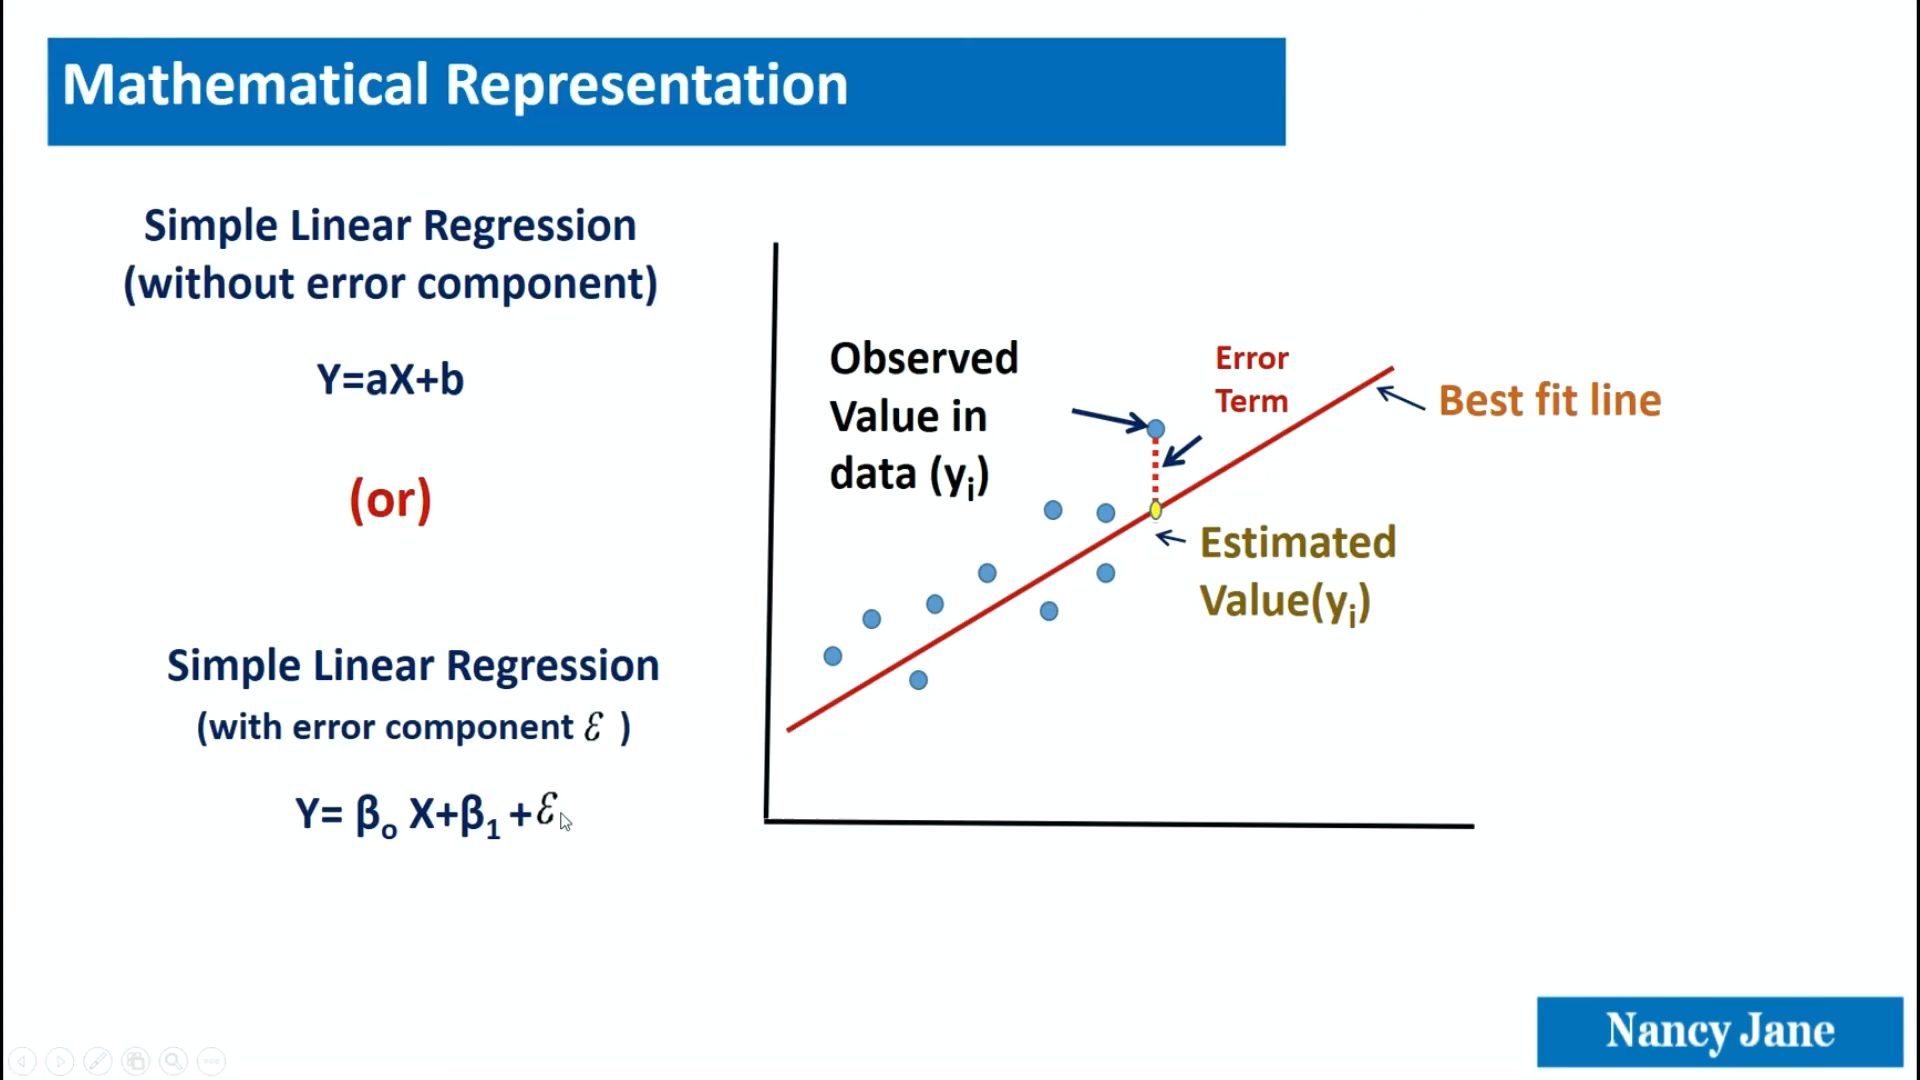 Mathematical Representation
Simple Linear Regression
(without error component)
Y=aX+b
(or)
Simple Linear Regression
(with error component ℰ )
Y= β₀ X+β₁ +ℰ
Observed
Value in
data (yᵢ)
Error
Term
Best fit line
Estimated
Value(yᵢ)
Nancy Jane